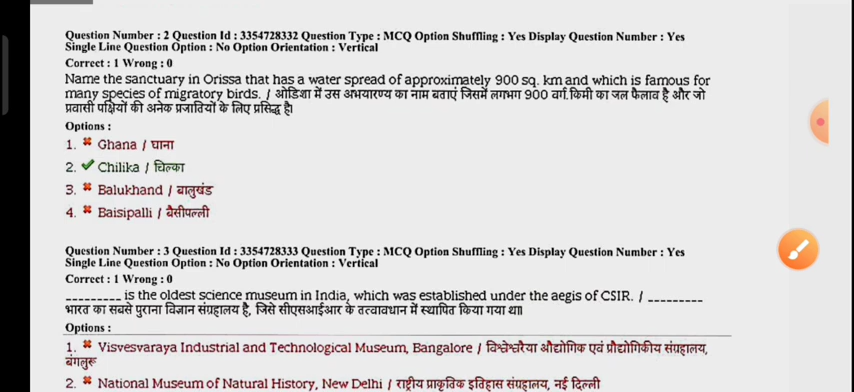 Question Number : 2 Question Id : 3354728332 Question Type : MCQ Option Shuffling : Yes Display Question Number : Yes
Single Line Question Option : No Option Orientation : Vertical
Correct : 1 Wrong : 0
Name the sanctuary in Orissa that has a water spread of approximately 900 sq. km and which is famous for
many species of migratory birds. / ओडिशा में उस अभयारण्य का नाम बताएं जिसमें लगभग 900 वर्ग.किमी का जल फैलाव है और जो
प्रवासी पक्षियों की अनेक प्रजातियों के लिए प्रसिद्ध है।
Options :
1. ✖ Ghana / घाना
2. ✔ Chilika / चिल्का
3. ✖ Balukhand / बालुखंड
4. ✖ Baisipalli / बैसीपल्ली
Question Number : 3 Question Id : 3354728333 Question Type : MCQ Option Shuffling : Yes Display Question Number : Yes
Single Line Question Option : No Option Orientation : Vertical
Correct : 1 Wrong : 0
_________ is the oldest science museum in India, which was established under the aegis of CSIR. / _________
भारत का सबसे पुराना विज्ञान संग्रहालय है, जिसे सीएसआईआर के तत्वावधान में स्थापित किया गया था।
Options :
1. ✖ Visvesvaraya Industrial and Technological Museum, Bangalore / विश्वेश्वरैया औद्योगिक एवं प्रौद्योगिकीय संग्रहालय,
बंगलुरू
2. ✖ National Museum of Natural History, New Delhi / राष्ट्रीय प्राकृतिक इतिहास संग्रहालय, नई दिल्ली